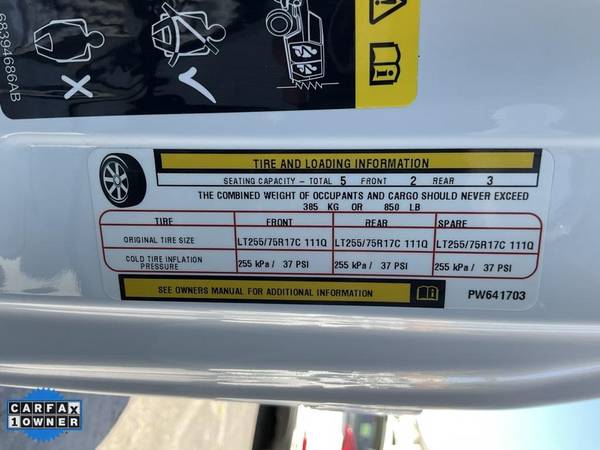 68394686AB
TIRE AND LOADING INFORMATION
SEATING CAPACITY - TOTAL 5 FRONT 2 REAR 3
THE COMBINED WEIGHT OF OCCUPANTS AND CARGO SHOULD NEVER EXCEED
385 KG OR 850 LB
TIRE FRONT REAR SPARE
ORIGINAL TIRE SIZE LT255/75R17C 111Q LT255/75R17C 111Q LT255/75R17C 111Q
COLD TIRE INFLATION PRESSURE 255 kPa / 37 PSI 255 kPa / 37 PSI 255 kPa / 37 PSI
SEE OWNERS MANUAL FOR ADDITIONAL INFORMATION
PW641703
CARFAX
1 OWNER